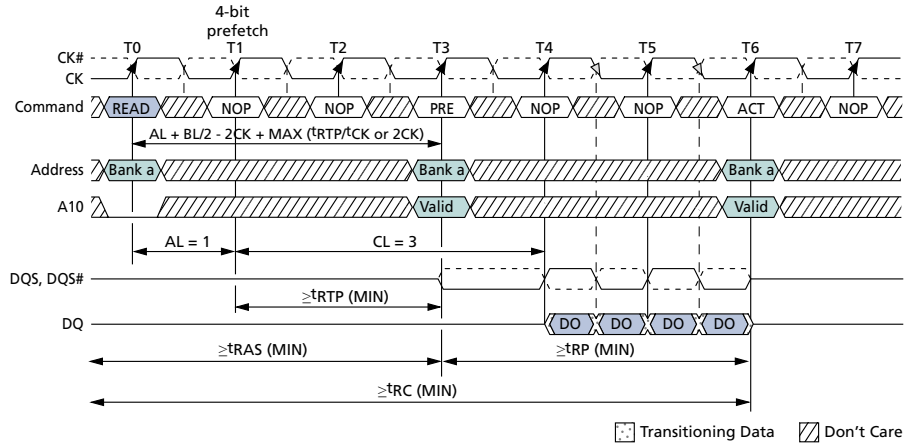 4-bit
prefetch
T0 T1 T2 T3 T4 T5 T6 T7
CK#
CK
Command READ NOP NOP PRE NOP NOP ACT NOP
AL + BL/2 - 2CK + MAX (tRTP/tCK or 2CK)
Address Bank a Bank a Bank a
A10 Valid Valid
AL = 1 CL = 3
DQS, DQS#
≥tRTP (MIN)
DQ DO DO DO DO
≥tRAS (MIN) ≥tRP (MIN)
≥tRC (MIN)
Transitioning Data Don't Care